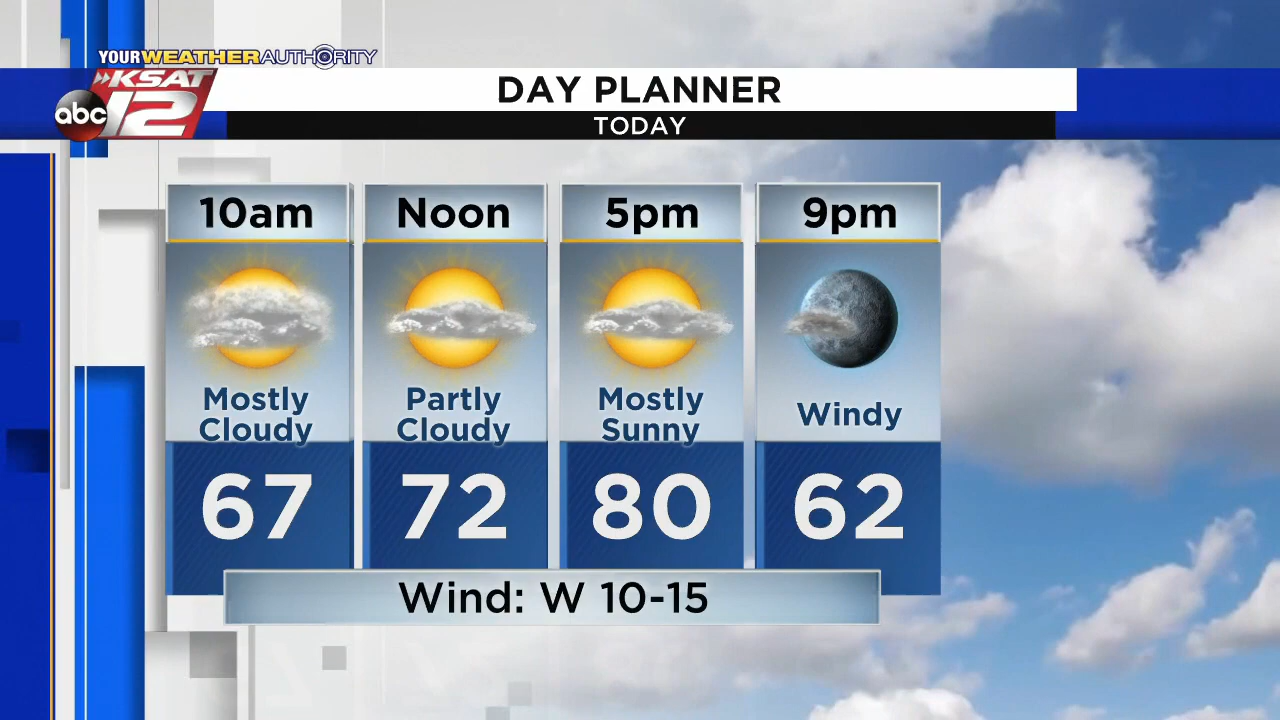 YOUR WEATHER AUTHORITY
KSAT
abc 12
DAY PLANNER
TODAY
10am
Noon
5pm
9pm
Mostly
Cloudy
Partly
Cloudy
Mostly
Sunny
Windy
67
72
80
62
Wind: W 10-15